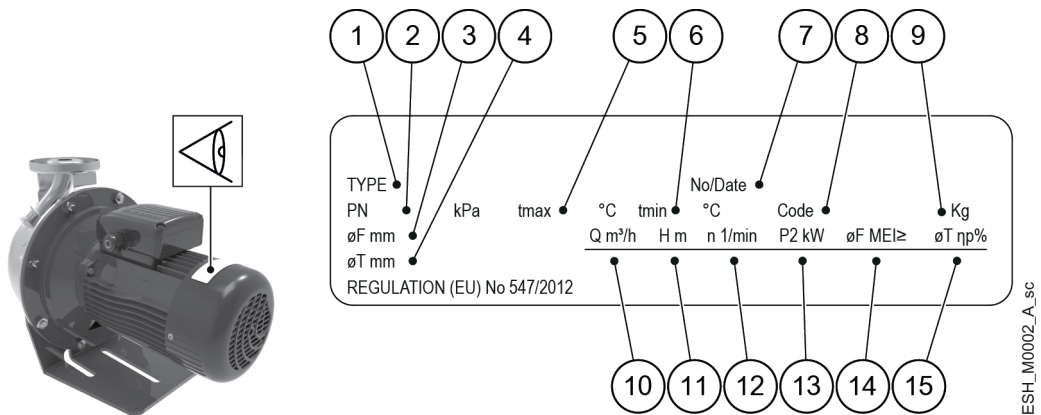 1 2 3 4 5 6 7 8 9
TYPE No/Date
PN kPa tmax °C tmin °C Code Kg
øF mm Q m³/h H m n 1/min P2 kW øF MEI≥ øT ηp%
øT mm
REGULATION (EU) No 547/2012
10 11 12 13 14 15
ESH_M0002_A_sc